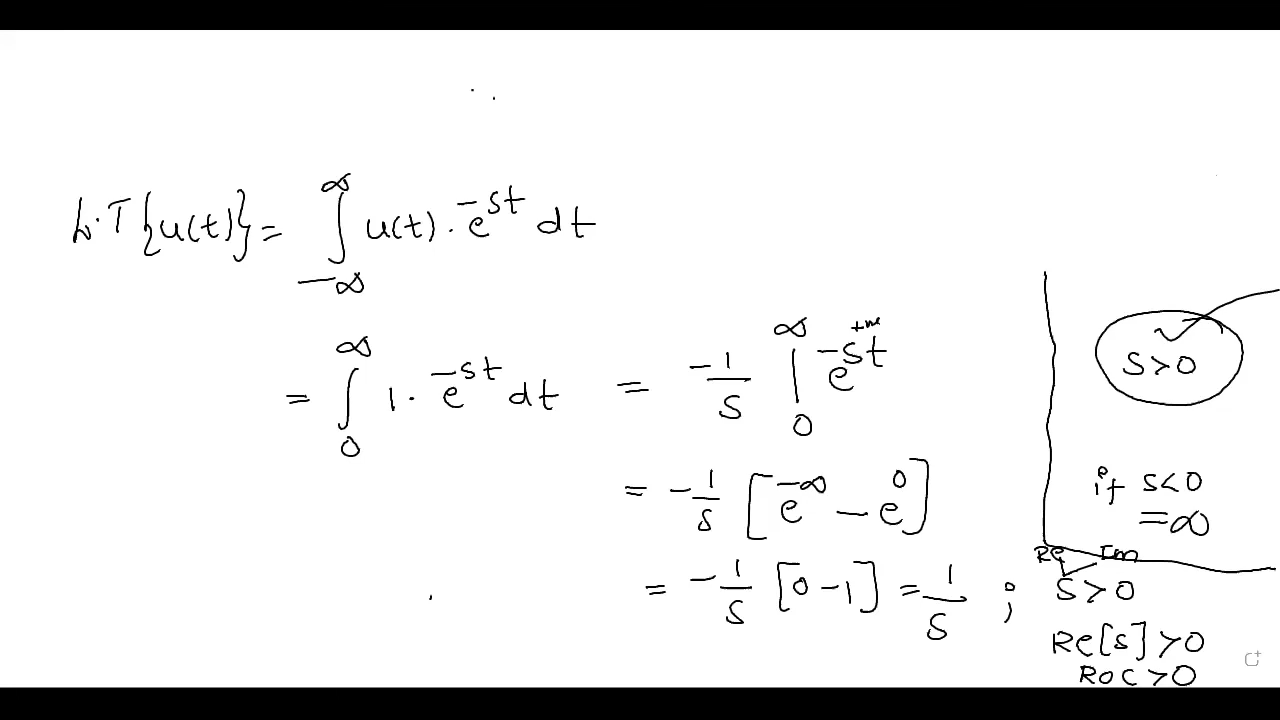 L.T{u(t)} = ∫_{-∞}^{∞} u(t) · e^{-st} dt
= ∫_{0}^{∞} 1 · e^{-st} dt = -1/s |_{0}^{∞} e^{-st} +ve
= -1/s [e^{-∞} - e^{0}]
= -1/s [0 - 1] = 1/s ; s > 0
Re Im
Re[s] > 0
ROC > 0
s > 0 ✓
if s < 0
= ∞